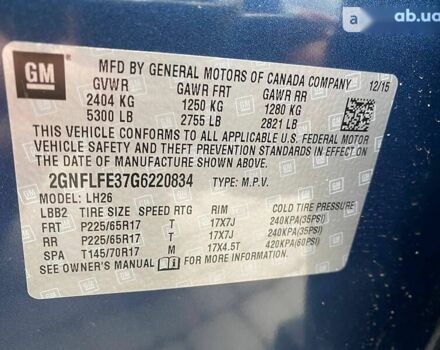 ab.ua
GM
MFD BY GENERAL MOTORS OF CANADA COMPANY
GVWR GAWR FRT GAWR RR 12/15
2404 KG 1250 KG 1280 KG
5300 LB 2755 LB 2821 LB
THIS VEHICLE CONFORMS TO ALL APPLICABLE U.S. FEDERAL MOTOR
VEHICLE SAFETY AND THEFT PREVENTION STANDARDS IN EFFECT ON
THE DATE OF MANUFACTURE SHOWN ABOVE.
2GNFLFE37G6220834 TYPE: M.P.V.
MODEL: LH26
LBB2 TIRE SIZE SPEED RTG RIM COLD TIRE PRESSURE
FRT P225/65R17 T 17X7J 240KPA(35PSI)
RR P225/65R17 T 17X7J 240KPA(35PSI)
SPA T145/70R17 M 17X4.5T 420KPA(60PSI)
SEE OWNER'S MANUAL FOR MORE INFORMATION.